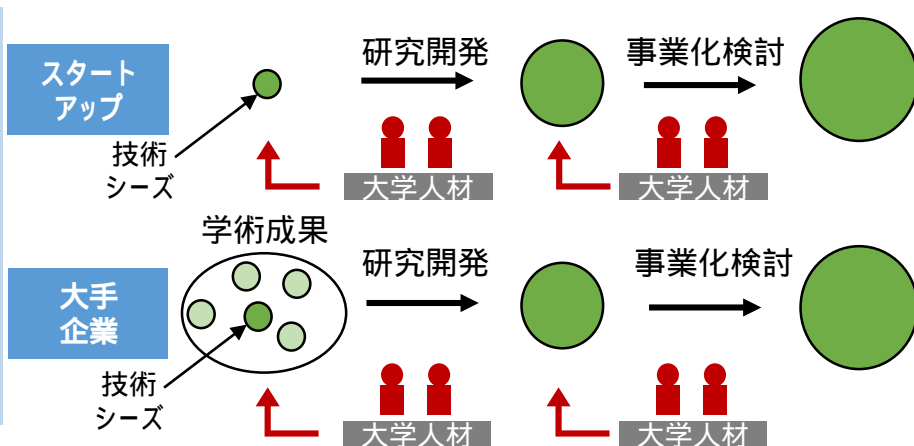 スタート
アップ
研究開発
事業化検討
技術
シーズ
大学人材
大学人材
学術成果
大手
企業
研究開発
事業化検討
技術
シーズ
大学人材
大学人材